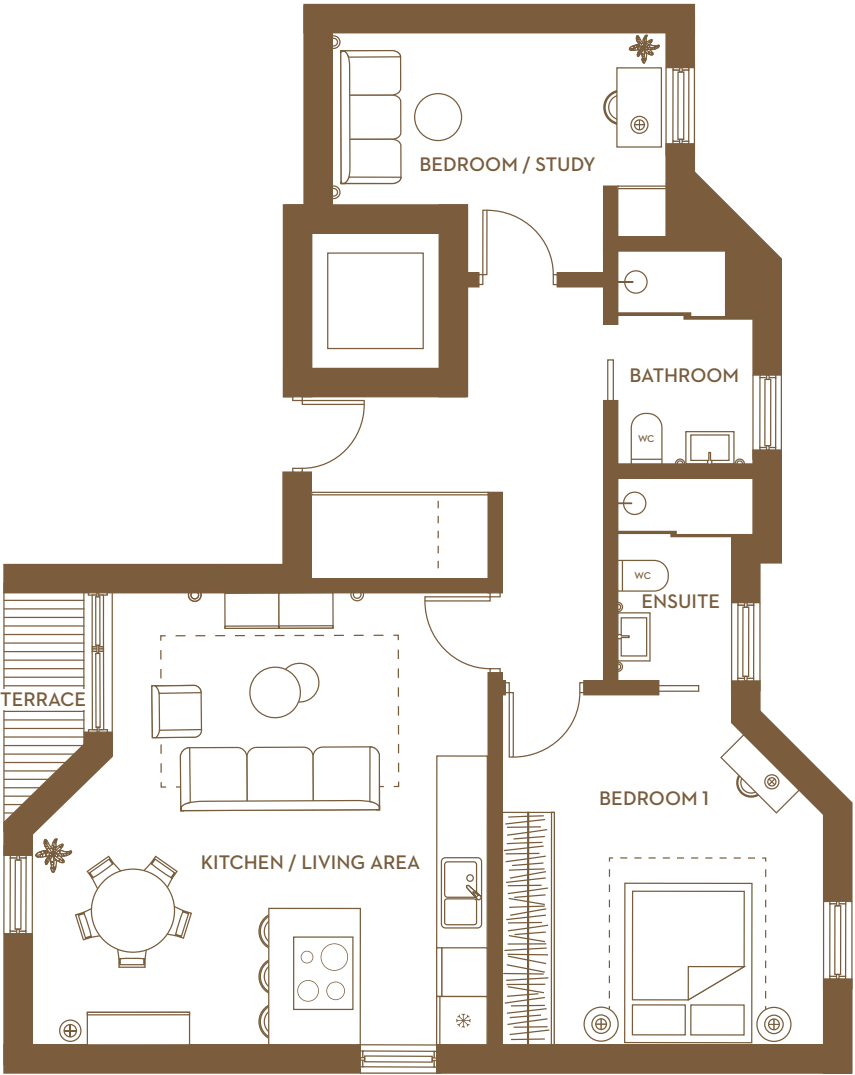 BEDROOM / STUDY
BATHROOM
WC
WC
ENSUITE
TERRACE
BEDROOM 1
KITCHEN / LIVING AREA